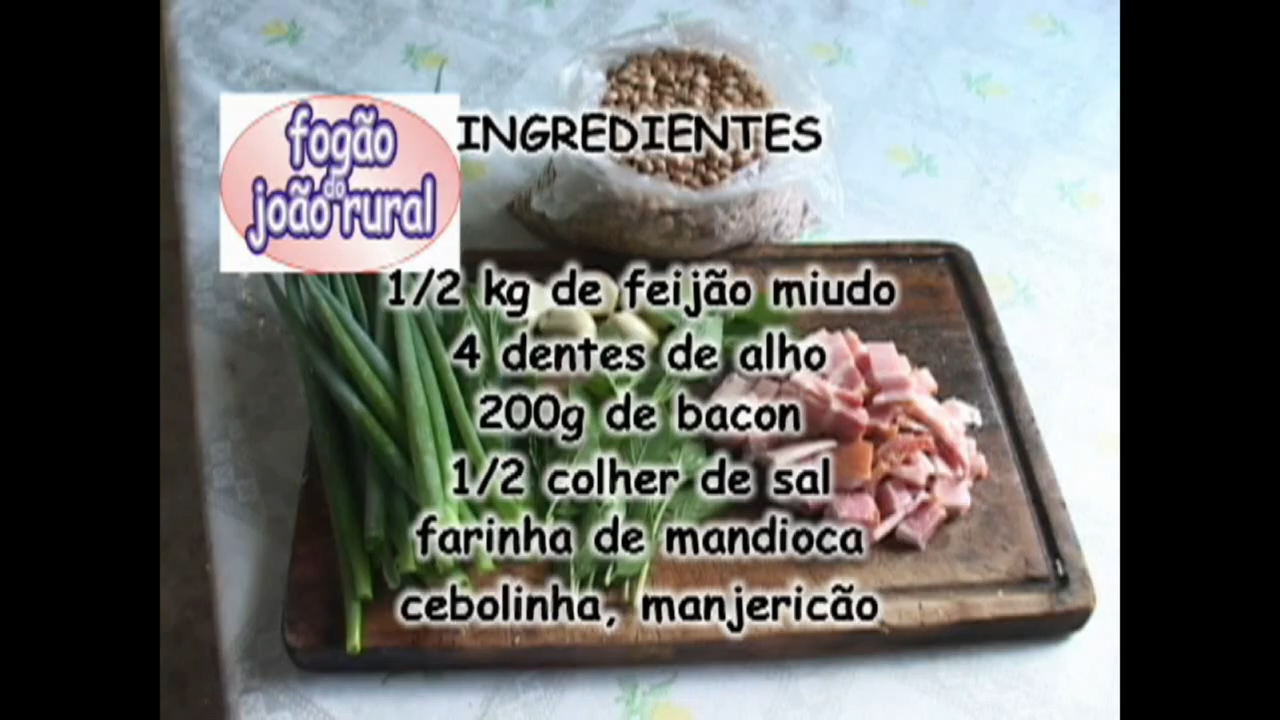 fogão
do
joão rural
INGREDIENTES
1/2 kg de feijão miudo
4 dentes de alho
200g de bacon
1/2 colher de sal
farinha de mandioca
cebolinha, manjericão